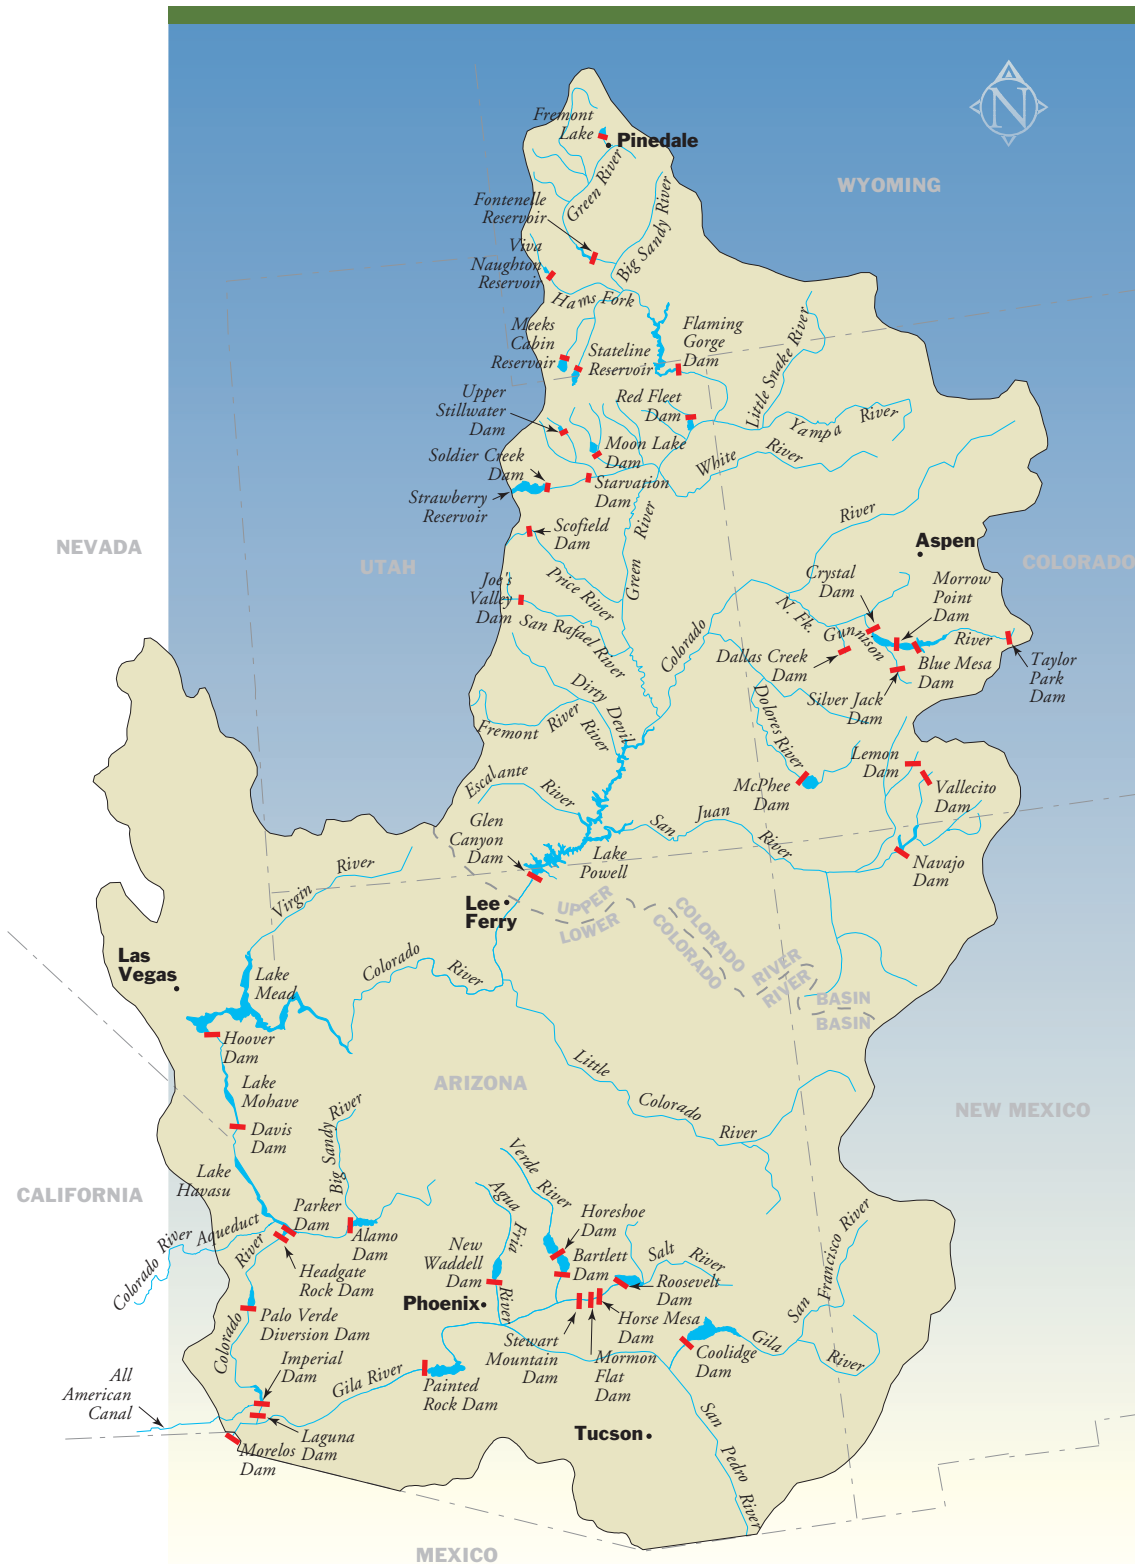 N
Fremont
Lake
Pinedale
WYOMING
Green River
Fontenelle
Reservoir
Big Sandy River
Viva
Naughton
Reservoir
Hams Fork
Meeks
Cabin
Reservoir
Stateline
Reservoir
Flaming
Gorge
Dam
Little Snake River
Upper
Stillwater
Dam
Red Fleet
Dam
Yampa River
Moon Lake
Dam
White River
Soldier Creek
Dam
Starvation
Dam
Strawberry
Reservoir
River
Scofield
Dam
Green River
Aspen
NEVADA
UTAH
COLORADO
Joe's
Valley
Dam
Price River
San Rafael River
Crystal
Dam
Morrow
Point
Dam
N. Fk.
Gunnison River
Colorado
Dallas Creek
Dam
Blue Mesa
Dam
Taylor
Park
Dam
Silver Jack
Dam
Dirty Devil
River
Fremont River
Dolores River
Lemon
Dam
McPhee
Dam
Vallecito
Dam
Escalante
River
Glen
Canyon
Dam
San Juan River
Lake
Powell
Navajo
Dam
Virgin River
Lee
Ferry
UPPER COLORADO RIVER BASIN
LOWER COLORADO RIVER BASIN
Las
Vegas
Lake
Mead
Colorado River
Hoover
Dam
Little Colorado River
ARIZONA
Lake
Mohave
NEW MEXICO
Davis
Dam
Big Sandy River
Verde River
Lake
Havasu
CALIFORNIA
Agua Fria
River
Parker
Dam
Alamo
Dam
Colorado River Aqueduct
Horeshoe
Dam
San Francisco River
New
Waddell
Dam
Bartlett
Dam
Salt River
Headgate
Rock Dam
Roosevelt
Dam
Colorado River
Phoenix
Palo Verde
Diversion Dam
Horse Mesa
Dam
Stewart
Mountain
Dam
Mormon
Flat
Dam
Coolidge
Dam
Gila River
Imperial
Dam
All
American
Canal
Gila River
Painted
Rock Dam
San Pedro River
Tucson
Laguna
Dam
Morelos
Dam
MEXICO